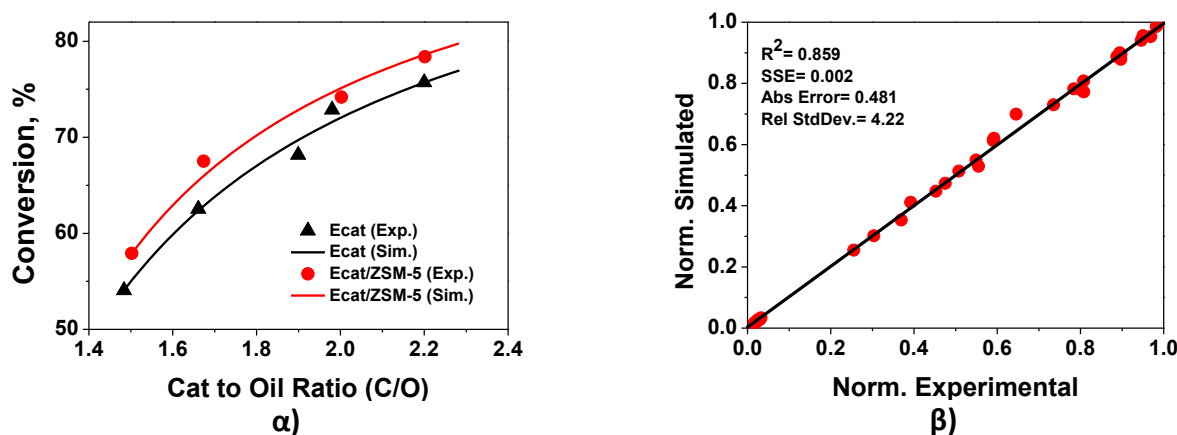 80
70
60
50
Conversion, %
Ecat (Exp.)
Ecat (Sim.)
Ecat/ZSM-5 (Exp.)
Ecat/ZSM-5 (Sim.)
1.4 1.6 1.8 2.0 2.2 2.4
Cat to Oil Ratio (C/O)
α)
1.0
0.8
0.6
0.4
0.2
0.0
Norm. Simulated
R²= 0.859
SSE= 0.002
Abs Error= 0.481
Rel StdDev.= 4.22
0.0 0.2 0.4 0.6 0.8 1.0
Norm. Experimental
β)